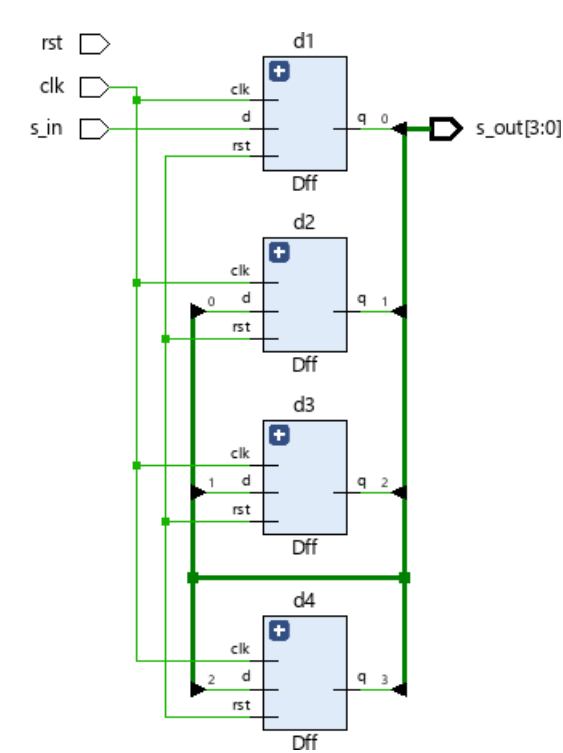 d1
rst
clk
s_in
clk
d
rst
q 0
s_out[3:0]
Dff
d2
clk
0 d
rst
q 1
Dff
d3
clk
1 d
rst
q 2
Dff
d4
clk
2 d
rst
q 3
Dff